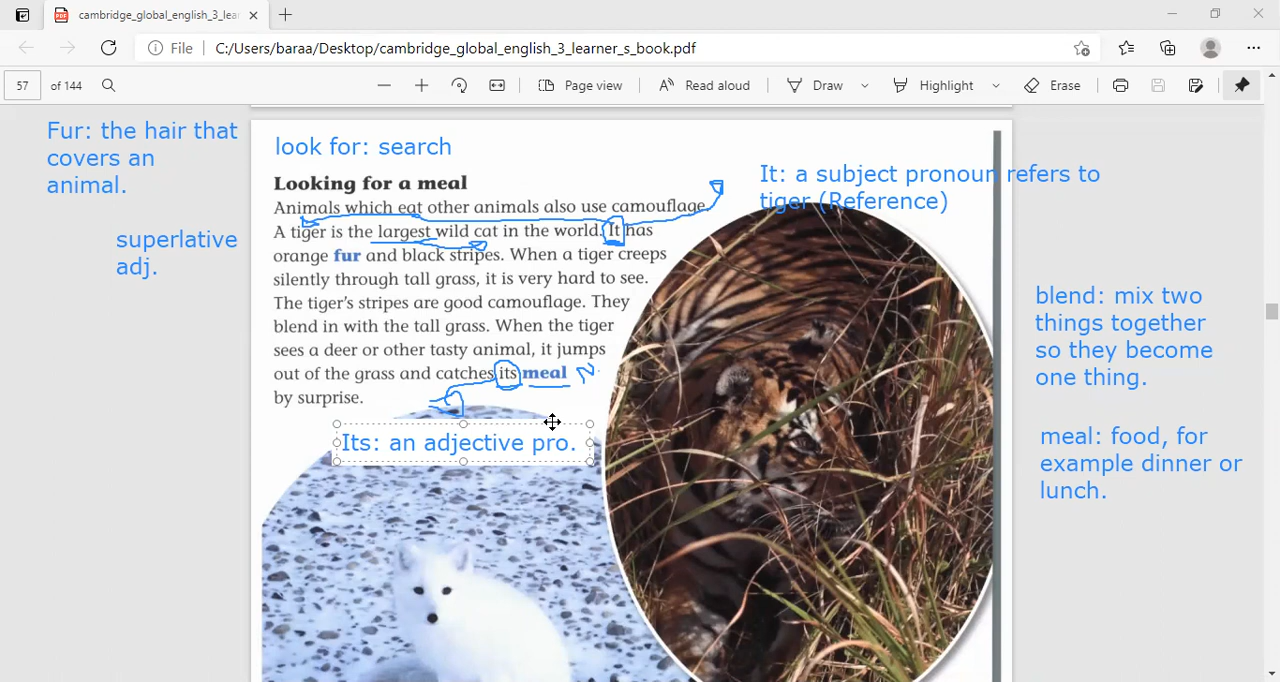 cambridge_global_english_3_lea
File
C:/Users/baraa/Desktop/cambridge_global_english_3_learner_s_book.pdf
57
of 144
Page view
Read aloud
Draw
Highlight
Erase
Fur: the hair that
covers an
animal.
superlative
adj.
look for: search
It: a subject pronoun refers to
tiger (Reference)
Looking for a meal
Animals which eat other animals also use camouflage.
A tiger is the largest wild cat in the world. It has
orange fur and black stripes. When a tiger creeps
silently through tall grass, it is very hard to see.
The tiger's stripes are good camouflage. They
blend in with the tall grass. When the tiger
sees a deer or other tasty animal, it jumps
out of the grass and catches its meal N.
by surprise.
Its: an adjective pro.
blend: mix two
things together
so they become
one thing.
meal: food, for
example dinner or
lunch.